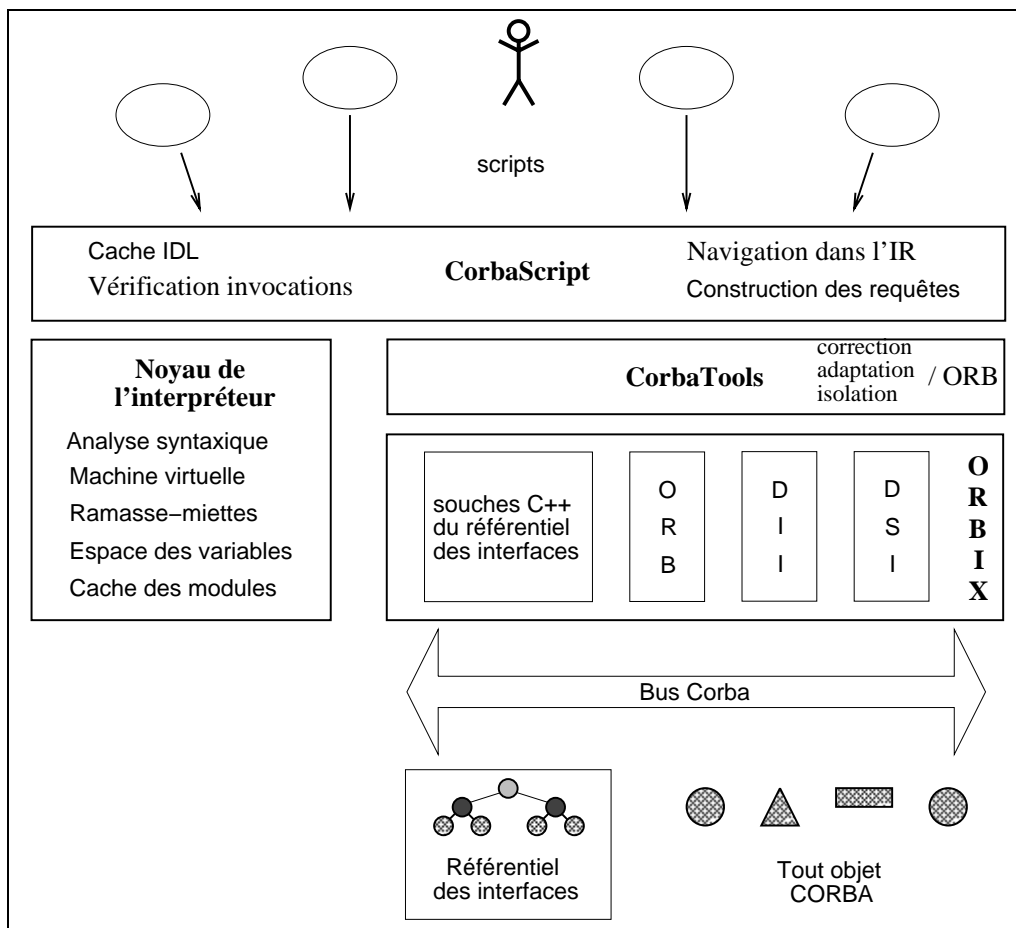 scripts
Cache IDL
Vérification invocations
CorbaScript
Navigation dans l’IR
Construction des requêtes
Noyau de
l’interpréteur
Analyse syntaxique
Machine virtuelle
Ramasse−miettes
Espace des variables
Cache des modules
CorbaTools
correction
adaptation
isolation
/ ORB
souches C++
du référentiel
des interfaces
O
R
B
D
I
I
D
S
I
O
R
B
I
X
Bus Corba
Référentiel
des interfaces
Tout objet
CORBA